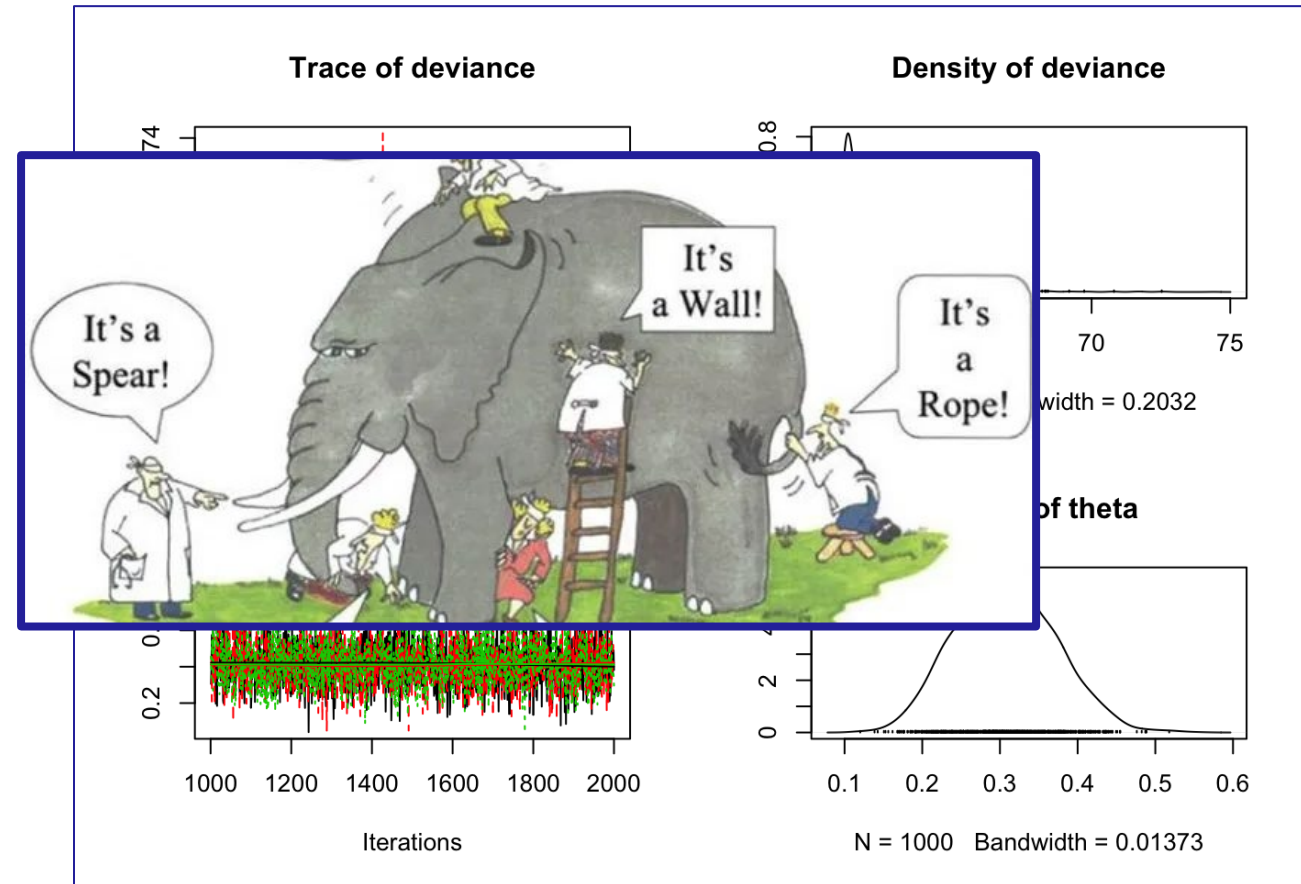 Trace of deviance
Density of deviance
74
0.8
It's a
Spear!
It's
a Wall!
It's
a
Rope!
70 75
width = 0.2032
of theta
0
0.2
2
0
1000 1200 1400 1600 1800 2000
0.1 0.2 0.3 0.4 0.5 0.6
Iterations
N = 1000 Bandwidth = 0.01373